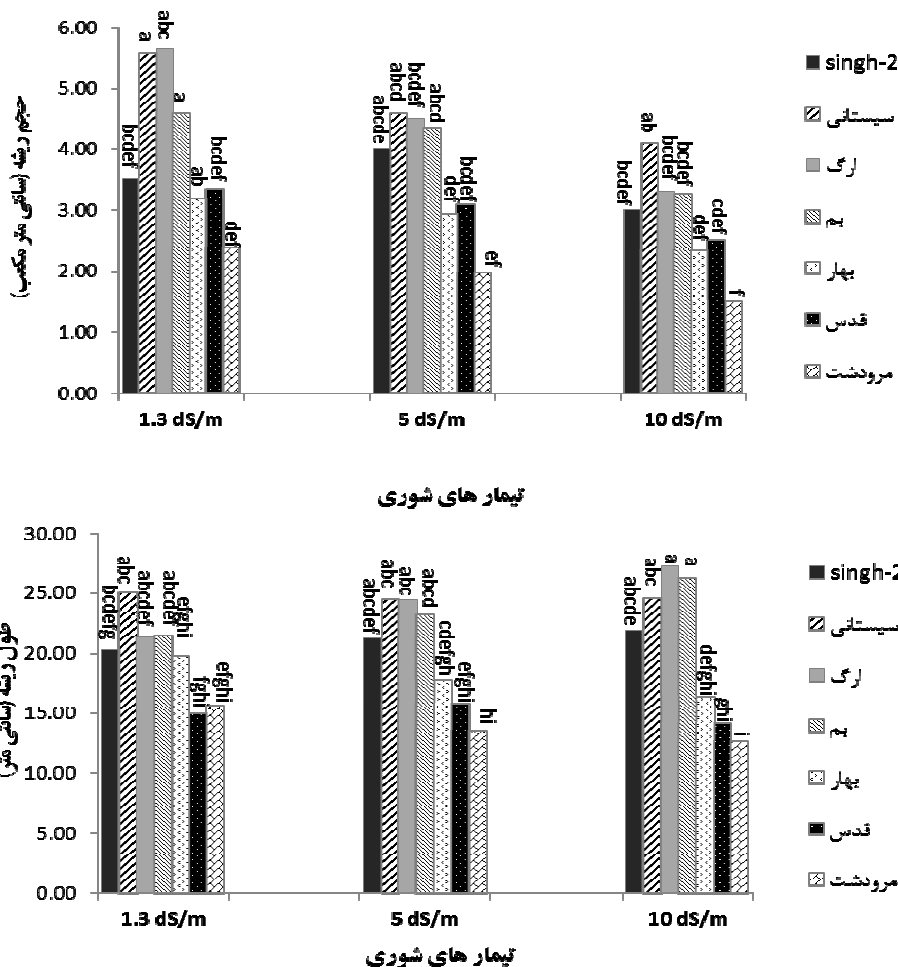 حجم ریشه (سانتی متر مکعب)
6.00
5.00
4.00
3.00
2.00
1.00
0.00
bcdef
a
abc
a
ab
bcdef
def
abcde
abcd
bcdef
abcd
def
bcdef
ef
bcdef
ab
bcdef
bcdef
def
cdef
f
1.3 dS/m
5 dS/m
10 dS/m
تیمار های شوری
singh-2
سیستانی
ارگ
بم
بهار
قدس
مرودشت
طول ریشه (سانتی متر)
30.00
25.00
20.00
15.00
10.00
5.00
0.00
bcdefg
abc
abcdef
abcdef
efghi
fghi
efghi
abcdef
abc
abc
abcd
cdefgh
efghi
hi
abcde
abc
a
a
defghi
ghi
i
1.3 dS/m
5 dS/m
10 dS/m
تیمار های شوری
singh-2
سیستانی
ارگ
بم
بهار
قدس
مرودشت